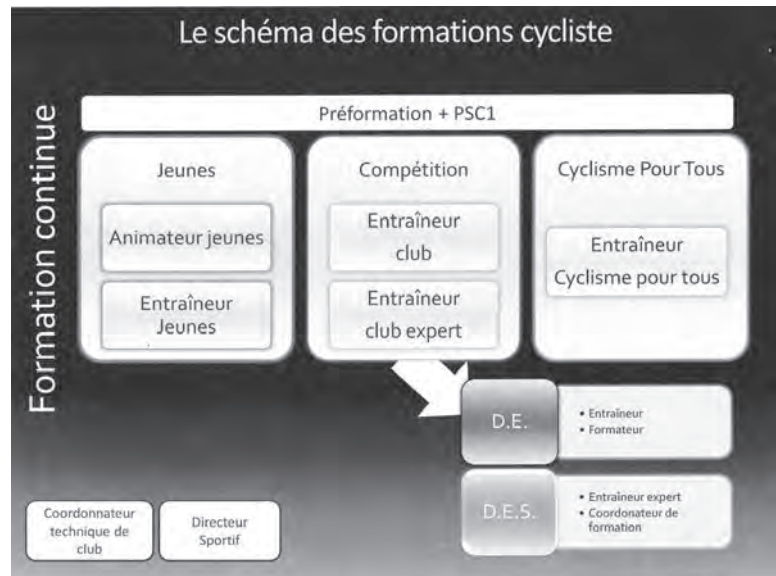 Le schéma des formations cycliste
Formation continue
Préformation + PSC1
Jeunes
Animateur jeunes
Entraîneur
Jeunes
Compétition
Entraîneur
club
Entraîneur
club expert
Cyclisme Pour Tous
Entraîneur
Cyclisme pour tous
D.E.
• Entraîneur
• Formateur
D.E.S.
• Entraîneur expert
• Coordonateur de
formation
Coordonnateur
technique de
club
Directeur
Sportif